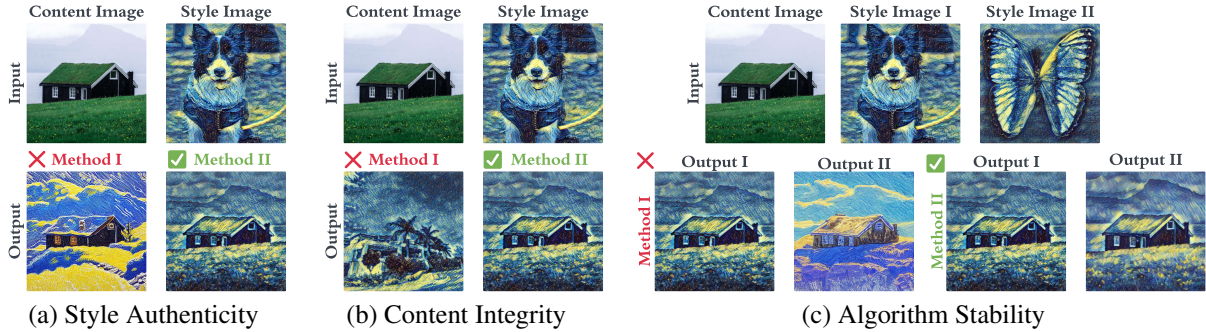 Content Image Style Image
Input
Method I Method II
Output
(a) Style Authenticity
Content Image Style Image
Input
Method I Method II
Output
(b) Content Integrity
Content Image Style Image I Style Image II
Input
Output I Output II Output I Output II
Method I
Method II
(c) Algorithm Stability